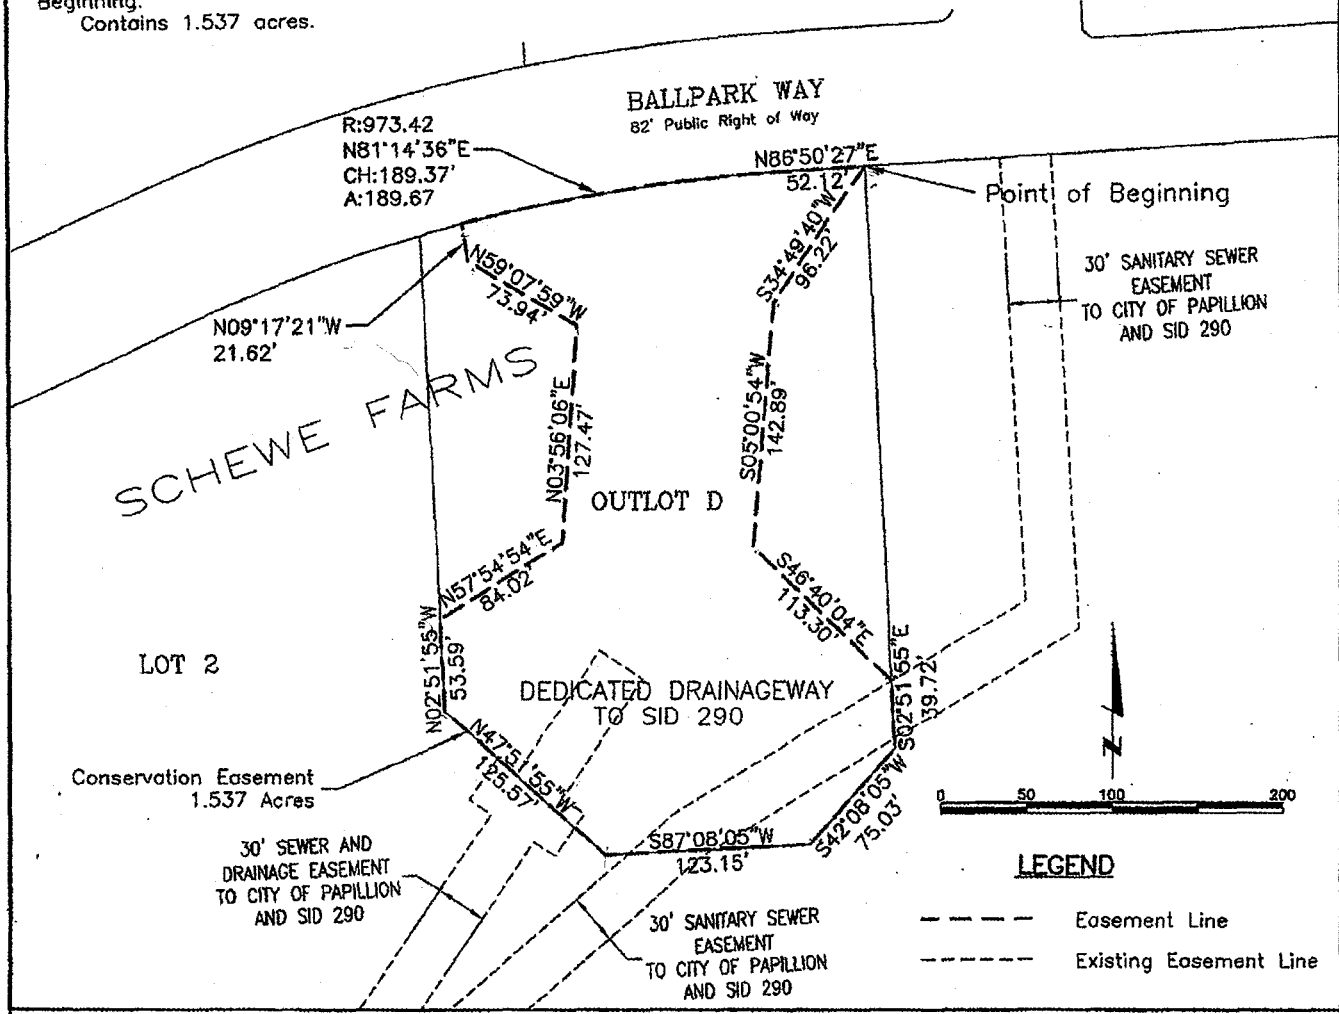 Beginning.
Contains 1.537 acres.
BALLPARK WAY
82' Public Right of Way
R:973.42
N81°14'36"E
CH:189.37'
A:189.67
N86°50'27"E
52.12'
Point of Beginning
S34°49'40"W
96.22'
N59°07'59"W
73.94'
30' SANITARY SEWER
EASEMENT
TO CITY OF PAPILLION
AND SID 290
N09°17'21"W
21.62'
SCHEWE FARMS
N03°56'06"E
127.47'
S05°00'54"W
142.89'
OUTLOT D
N57°54'54"E
84.02'
S46°40'04"E
113.30'
LOT 2
N02°51'55"W
53.59'
S02°51'55"E
39.72'
DEDICATED DRAINAGEWAY
TO SID 290
N47°51'55"W
125.57'
Conservation Easement
1.537 Acres
S42°08'05"W
75.03'
S87°08'05"W
123.15'
N
0 50 100 200
30' SEWER AND
DRAINAGE EASEMENT
TO CITY OF PAPILLION
AND SID 290
30' SANITARY SEWER
EASEMENT
TO CITY OF PAPILLION
AND SID 290
LEGEND
Easement Line
Existing Easement Line